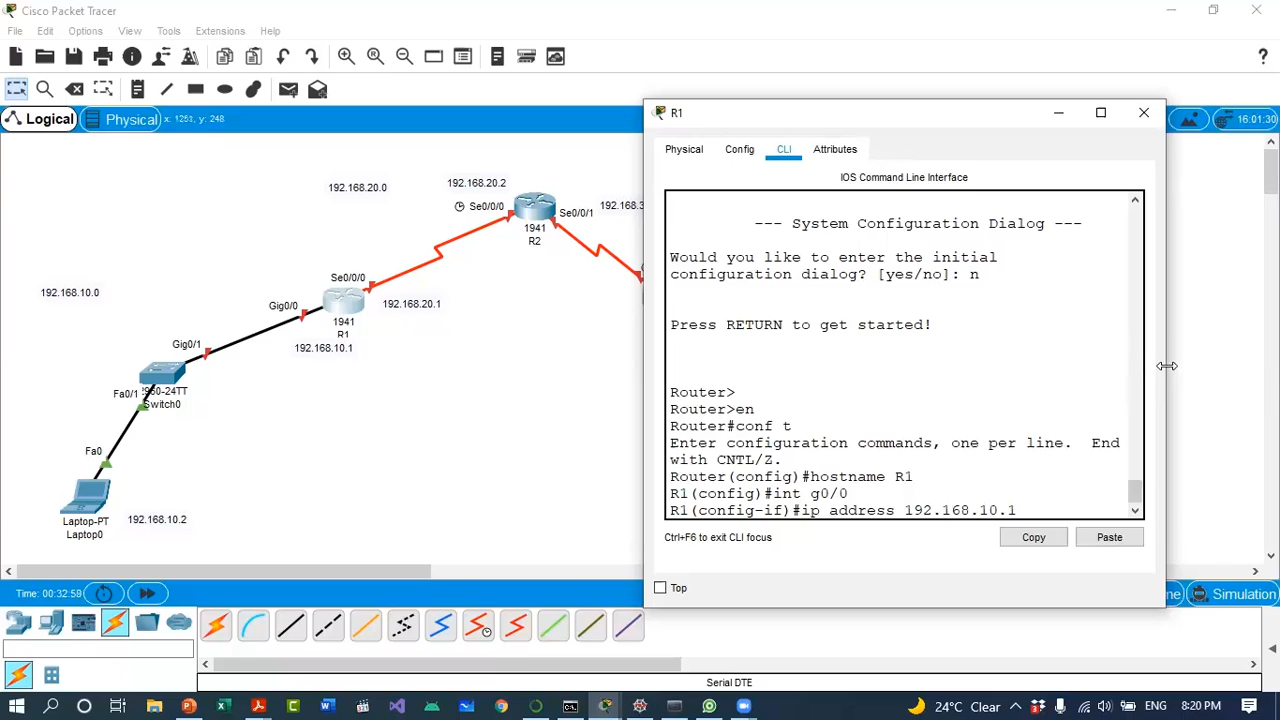 Cisco Packet Tracer
File Edit Options View Tools Extensions Help
Logical Physical x: 1251, y: 248
16:01:30
R1
Physical Config CLI Attributes
IOS Command Line Interface
--- System Configuration Dialog ---
Would you like to enter the initial
configuration dialog? [yes/no]: n
Press RETURN to get started!
Router>
Router>en
Router#conf t
Enter configuration commands, one per line. End
with CNTL/Z.
Router(config)#hostname R1
R1(config)#int g0/0
R1(config-if)#ip address 192.168.10.1
Ctrl+F6 to exit CLI focus
Copy Paste
Top
192.168.20.0
192.168.20.2
Se0/0/0
Se0/0/1
192.168.3
1941
R2
192.168.10.0
Se0/0/0
Gig0/0
192.168.20.1
1941
R1
192.168.10.1
Gig0/1
Fa0/1
Switch0
Fa0
Laptop-PT
Laptop0
192.168.10.2
Time: 00:32:59
Simulation
Serial DTE
24°C Clear
ENG
8:20 PM